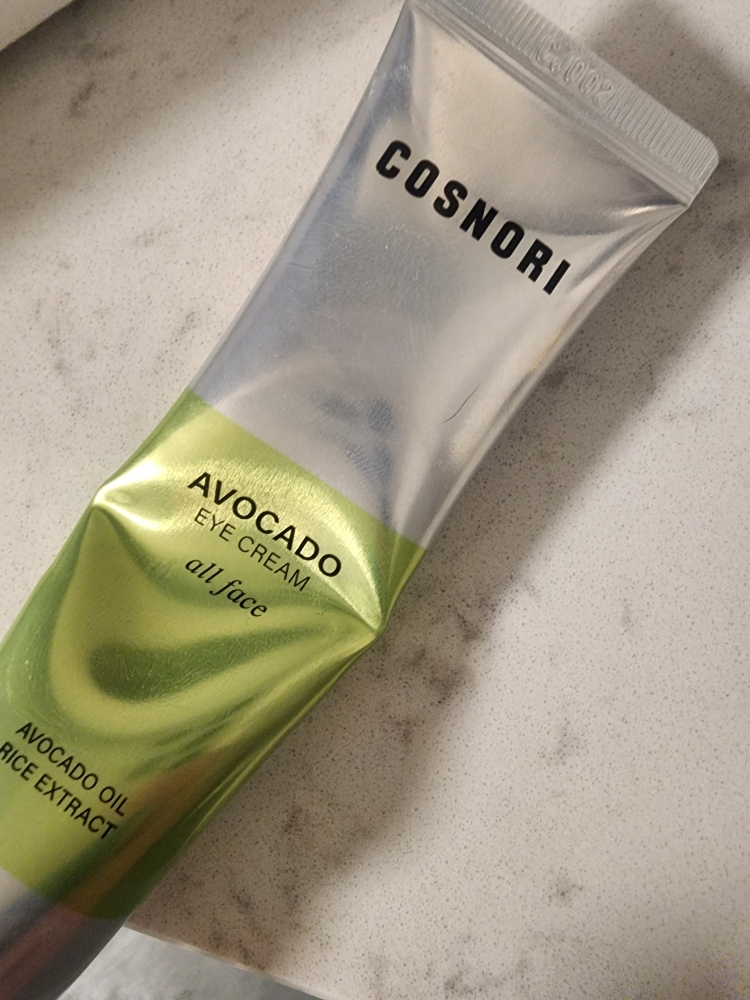 COSNORI
AVOCADO
EYE CREAM
all face
AVOCADO OIL
RICE EXTRACT